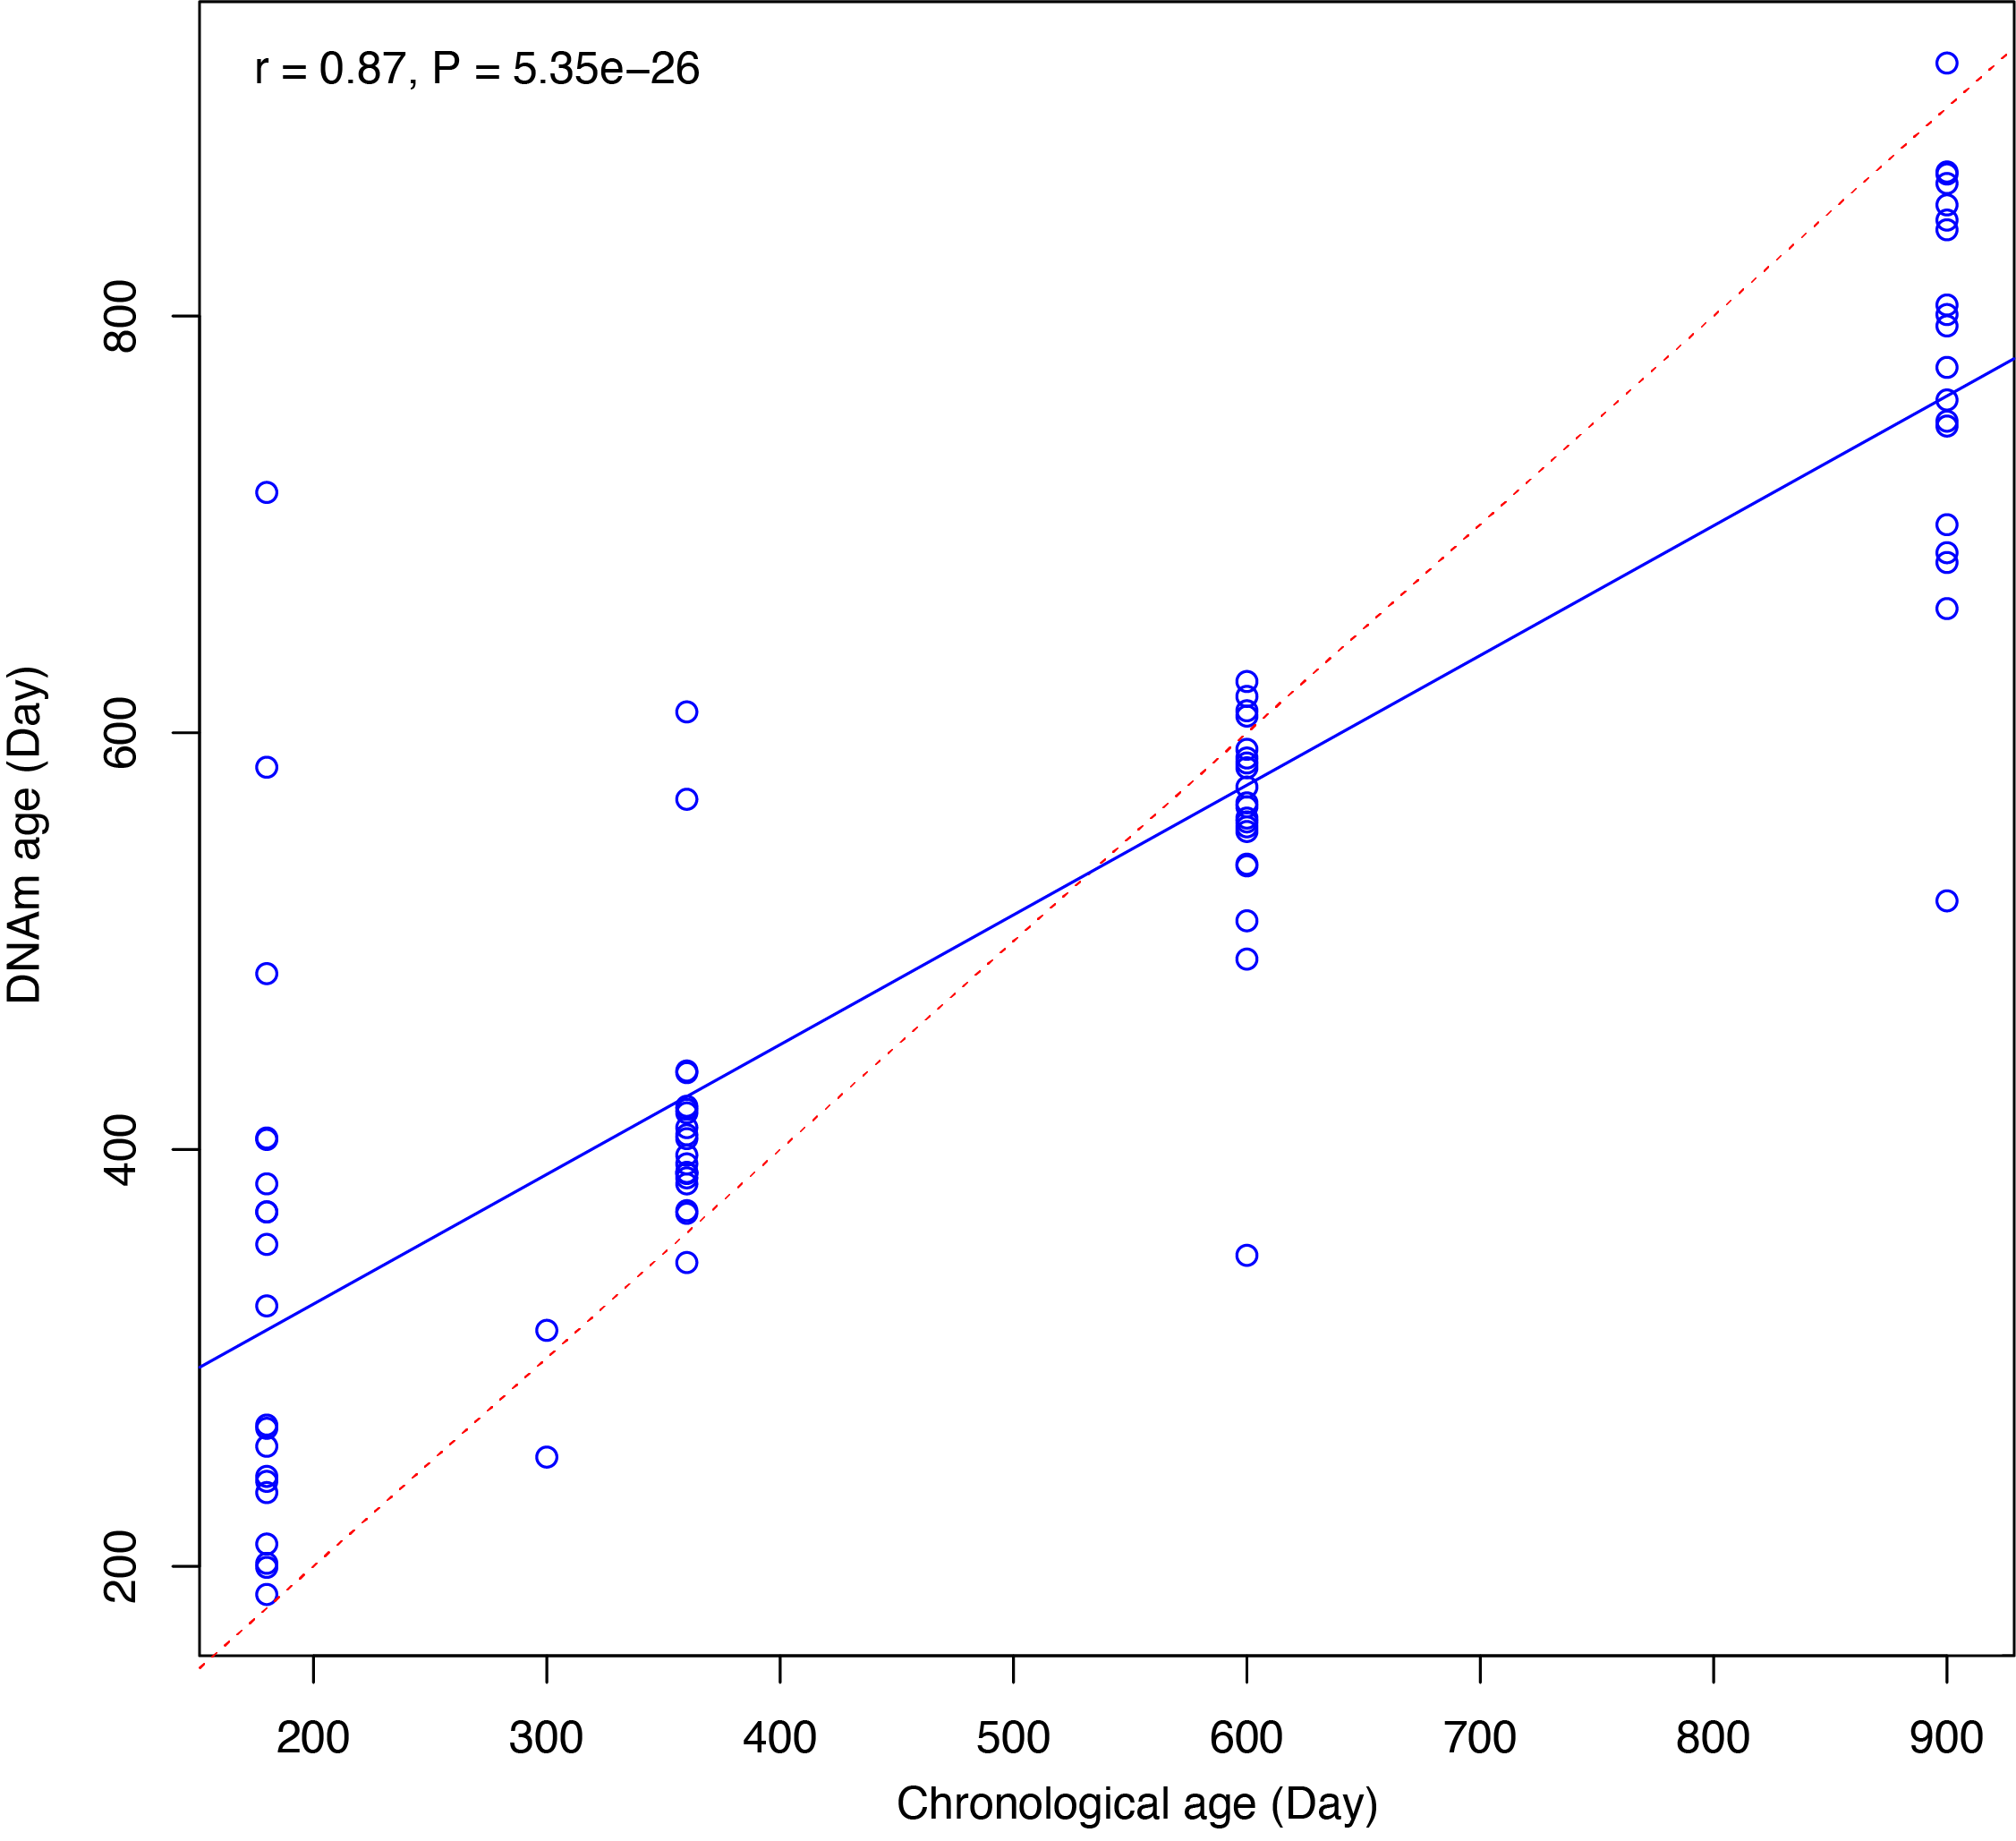 r = 0.87, P = 5.35e−26
DNAm age (Day)
800
600
400
200
200 300 400 500 600 700 800 900
Chronological age (Day)